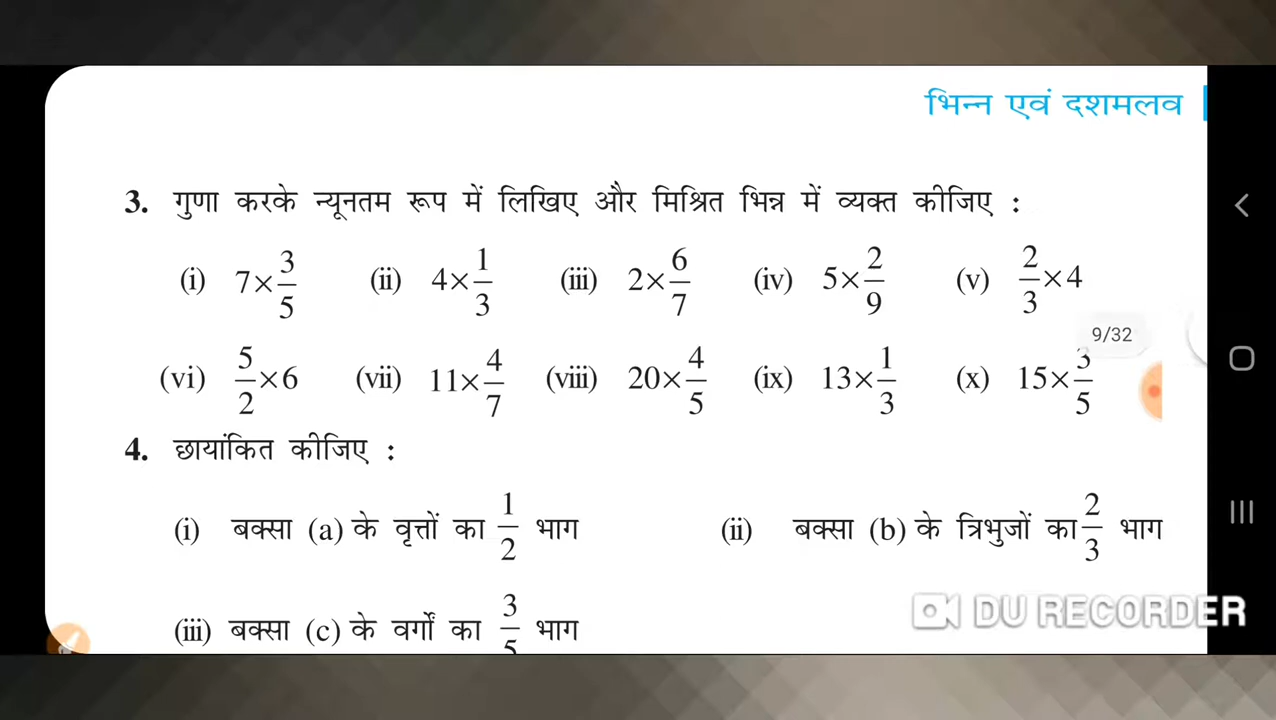 भिन्न एवं दशमलव
3. गुणा करके न्यूनतम रूप में लिखिए और मिश्रित भिन्न में व्यक्त कीजिए :
(i) 7×3/5 (ii) 4×1/3 (iii) 2×6/7 (iv) 5×2/9 (v) 2/3×4
9/32
(vi) 5/2×6 (vii) 11×4/7 (viii) 20×4/5 (ix) 13×1/3 (x) 15×3/5
4. छायांकित कीजिए :
(i) बक्सा (a) के वृत्तों का 1/2 भाग (ii) बक्सा (b) के त्रिभुजों का 2/3 भाग
DU RECORDER
(iii) बक्सा (c) के वर्गों का 3/5 भाग